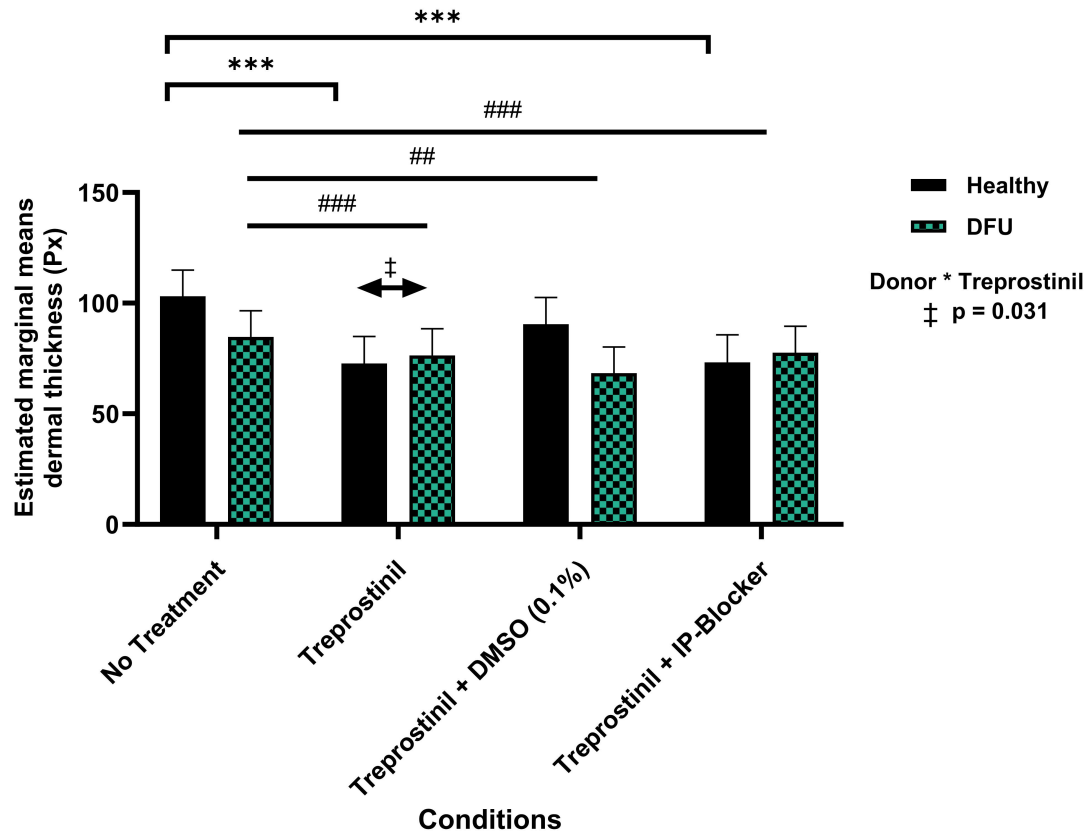 ***
***
###
##
###
‡
150
100
50
0
Estimated marginal means
dermal thickness (Px)
Healthy
DFU
Donor * Treprostinil
‡ p = 0.031
No Treatment
Treprostinil
Treprostinil + DMSO (0.1%)
Treprostinil + IP-Blocker
Conditions